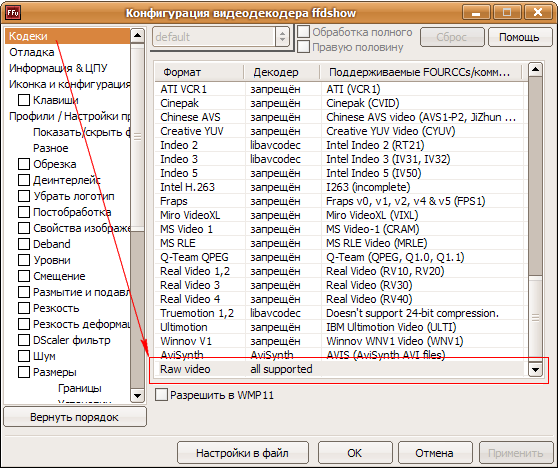 FFa Конфигурация видеодекодера ffdshow
Кодеки
Отладка
Информация & ЦПУ
Иконка и конфигурация
Клавиши
Профили / Настройки пр
Показать/скрыть ф
Разное
Обрезка
Деинтерлейс
Убрать логотип
Постобработка
Свойства изображе
Deband
Уровни
Смещение
Размытие и подавл
Резкость
Резкость деформац
DScaler фильтр
Шум
Размеры
Границы
Вернуть порядок
default
Обработка полного
Правую половину
Сброс
Помощь
Формат Декодер Поддерживаемые FOURCCs/комм...
ATI VCR1 запрещён ATI (VCR1)
Cinepak запрещён Cinepak (CVID)
Chinese AVS запрещён Chinese AVS video (AVS1-P2, JiZhun ...
Creative YUV запрещён Creative YUV (CYUV)
Indeo 2 libavcodec Intel Indeo 2 (RT21)
Indeo 3 libavcodec Intel Indeo 3 (IV31, IV32)
Indeo 5 запрещён Intel Indeo 5 (IV50)
Intel H.263 запрещён I263 (incomplete)
Fraps запрещён Fraps v0, v1, v2, v4 & v5 (FPS1)
Miro VideoXL запрещён Miro VideoXL (VIXL)
MS Video 1 запрещён MS Video-1 (CRAM)
MS RLE запрещён MS RLE Video (MRLE)
Q-Team QPEG запрещён Q-Team (QPEG, Q1.0, Q1.1)
Real Video 1,2 запрещён Real Video (RV10, RV20)
Real Video 3 запрещён Real Video (RV30)
Real Video 4 запрещён Real Video (RV40)
Truemotion 1,2 libavcodec Doesn't support 24-bit compression.
Ultimotion запрещён IBM Ultimotion Video (ULTI)
Winnov V1 запрещён Winnov WNV1 Video (WNV1)
AviSynth AviSynth AVIS (AviSynth AVI files)
Raw video all supported
Разрешить в WMP11
Настройки в файл
OK
Отмена
Применить